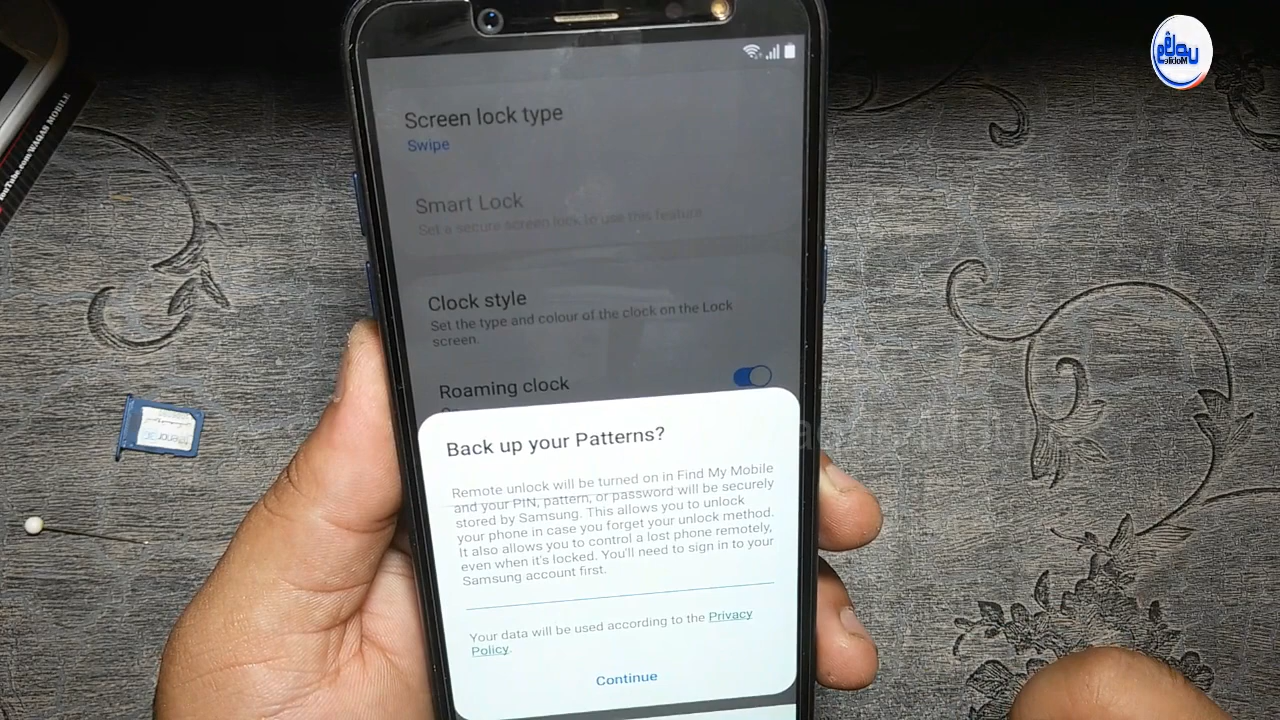 YouTube.com/WAQAS MOBILE
Mobile
Screen lock type
Swipe
Smart Lock
Set a secure screen lock to use this feature
Clock style
Set the type and colour of the clock on the Lock
screen.
Roaming clock
Back up your Patterns?
Remote unlock will be turned on in Find My Mobile
and your PIN, pattern, or password will be securely
stored by Samsung. This allows you to unlock
your phone in case you forget your unlock method.
It also allows you to control a lost phone remotely,
even when it's locked. You'll need to sign in to your
Samsung account first.
Your data will be used according to the Privacy
Policy.
Continue